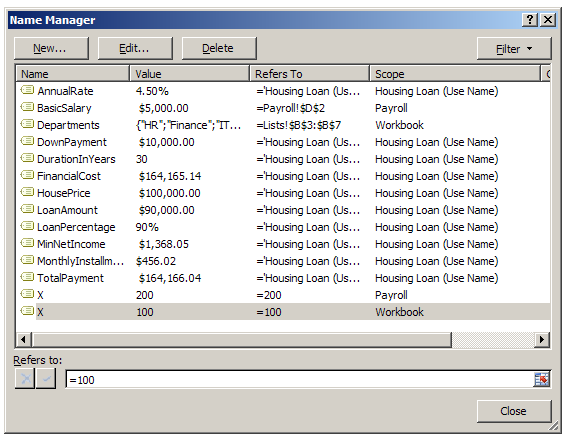 Name Manager
New... Edit... Delete Filter
Name Value Refers To Scope C
AnnualRate 4.50% ='Housing Loan (Us... Housing Loan (Use Name)
BasicSalary $5,000.00 =Payroll!$D$2 Payroll
Departments {"HR";"Finance";"IT... =Lists!$B$3:$B$7 Workbook
DownPayment $10,000.00 ='Housing Loan (Us... Housing Loan (Use Name)
DurationInYears 30 ='Housing Loan (Us... Housing Loan (Use Name)
FinancialCost $164,165.14 ='Housing Loan (Us... Housing Loan (Use Name)
HousePrice $100,000.00 ='Housing Loan (Us... Housing Loan (Use Name)
LoanAmount $90,000.00 ='Housing Loan (Us... Housing Loan (Use Name)
LoanPercentage 90% ='Housing Loan (Us... Housing Loan (Use Name)
MinNetIncome $1,368.05 ='Housing Loan (Us... Housing Loan (Use Name)
MonthlyInstallm... $456.02 ='Housing Loan (Us... Housing Loan (Use Name)
TotalPayment $164,166.04 ='Housing Loan (Us... Housing Loan (Use Name)
X 200 =200 Payroll
X 100 =100 Workbook
Refers to:
=100
Close